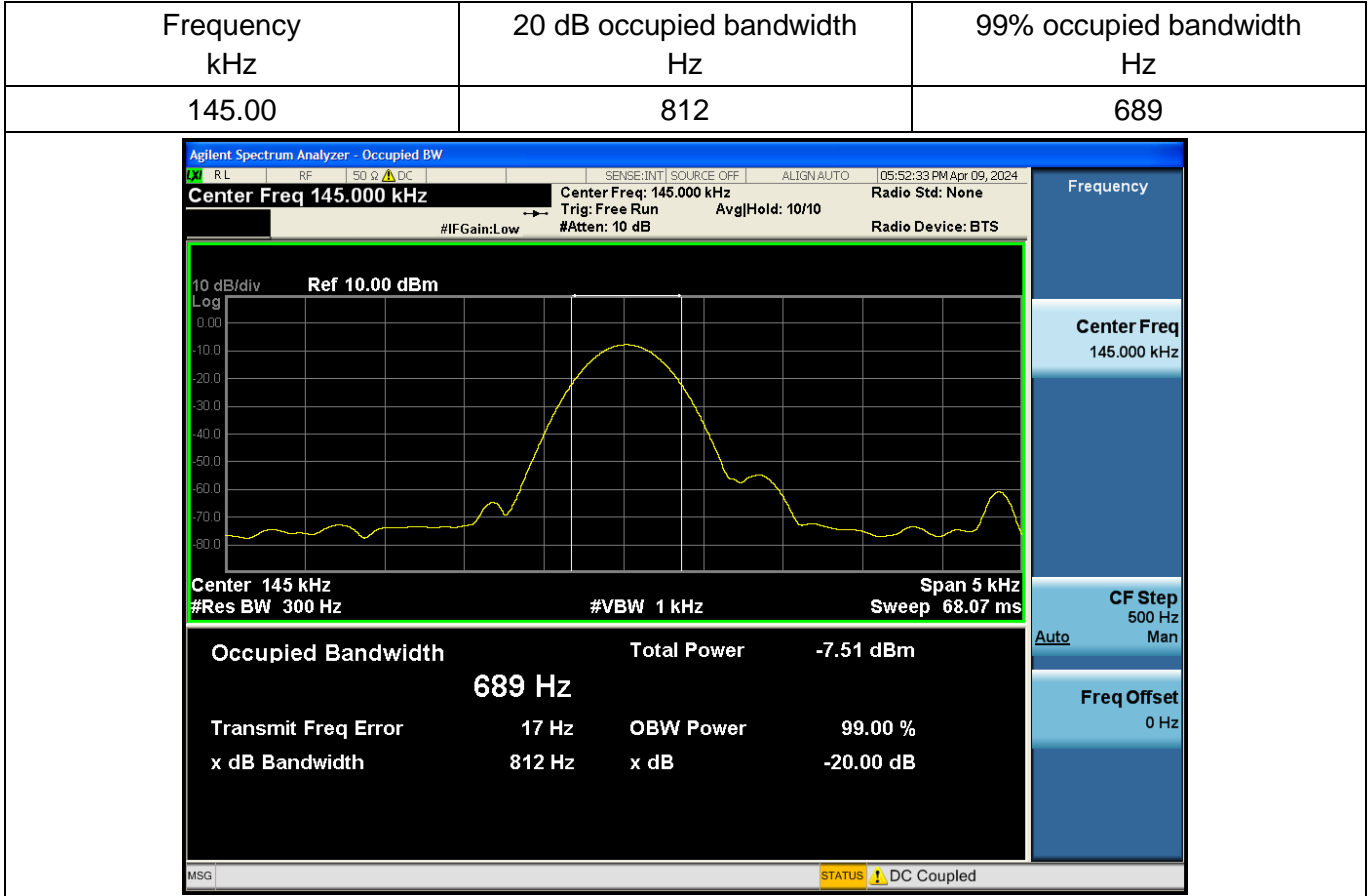 Frequency
kHz
20 dB occupied bandwidth
Hz
99% occupied bandwidth
Hz
145.00 812 689
Agilent Spectrum Analyzer - Occupied BW
LXI RL RF 50 Ω DC SENSE:INT SOURCE OFF ALIGN AUTO 05:52:33 PM Apr 09, 2024
Center Freq 145.000 kHz
Center Freq: 145.000 kHz Radio Std: None
Trig: Free Run Avg|Hold: 10/10
#IFGain:Low #Atten: 10 dB Radio Device: BTS
10 dB/div Ref 10.00 dBm
Log
0.00
-10.0
-20.0
-30.0
-40.0
-50.0
-60.0
-70.0
-80.0
Center 145 kHz Span 5 kHz
#Res BW 300 Hz #VBW 1 kHz Sweep 68.07 ms
Occupied Bandwidth Total Power -7.51 dBm
689 Hz
Transmit Freq Error 17 Hz OBW Power 99.00 %
x dB Bandwidth 812 Hz x dB -20.00 dB
Frequency
Center Freq
145.000 kHz
CF Step
500 Hz
Auto Man
Freq Offset
0 Hz
MSG STATUS DC Coupled